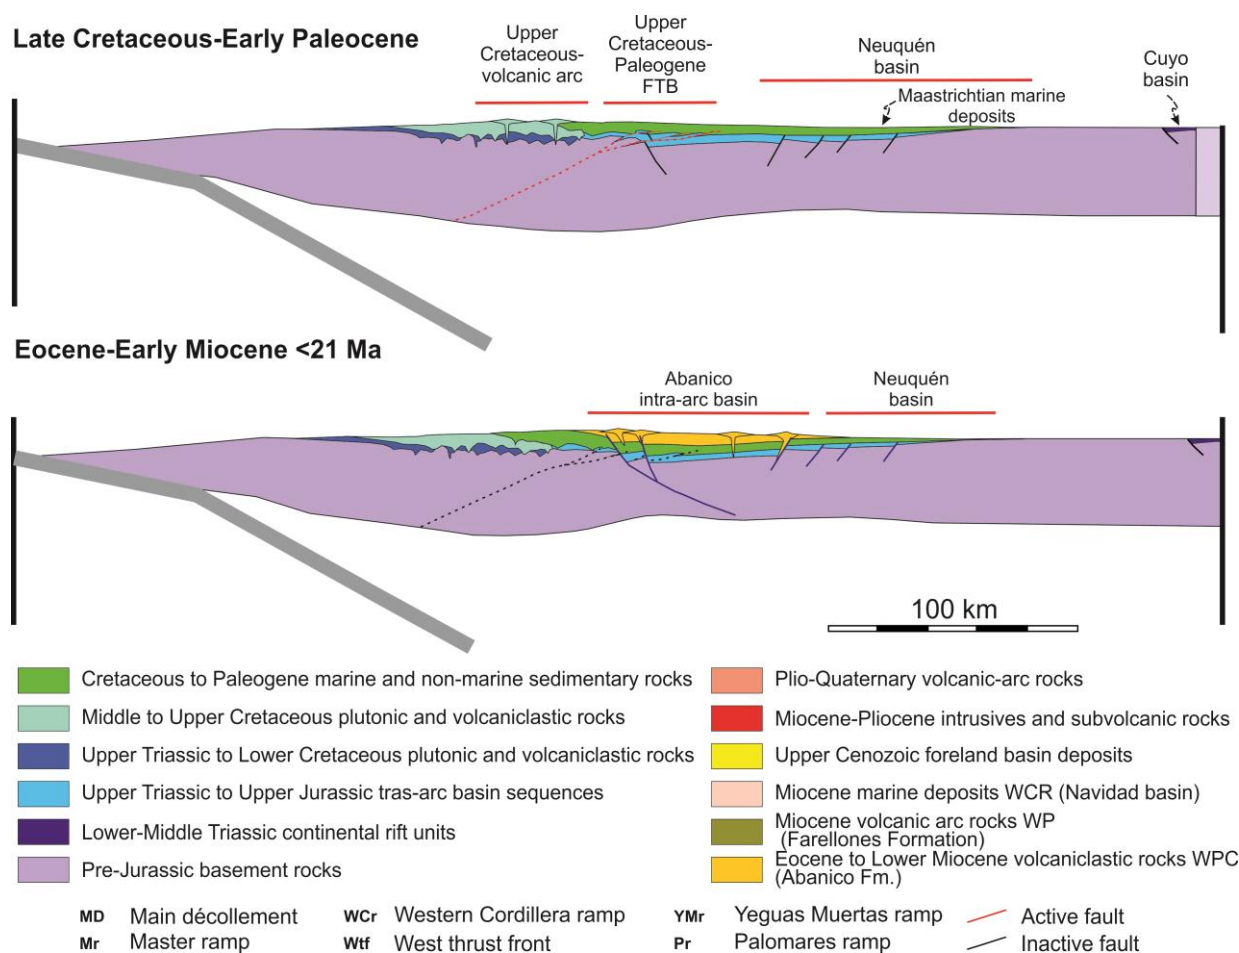 Late Cretaceous-Early Paleocene
Upper
Cretaceous-
volcanic arc
Upper
Cretaceous-
Paleogene
FTB
Neuquén
basin
Maastrichtian marine
deposits
Cuyo
basin
Eocene-Early Miocene <21 Ma
Abanico
intra-arc basin
Neuquén
basin
100 km
Cretaceous to Paleogene marine and non-marine sedimentary rocks
Middle to Upper Cretaceous plutonic and volcaniclastic rocks
Upper Triassic to Lower Cretaceous plutonic and volcaniclastic rocks
Upper Triassic to Upper Jurassic tras-arc basin sequences
Lower-Middle Triassic continental rift units
Pre-Jurassic basement rocks
Plio-Quaternary volcanic-arc rocks
Miocene-Pliocene intrusives and subvolcanic rocks
Upper Cenozoic foreland basin deposits
Miocene marine deposits WCR (Navidad basin)
Miocene volcanic arc rocks WP
(Farellones Formation)
Eocene to Lower Miocene volcaniclastic rocks WPC
(Abanico Fm.)
MD Main décollement
Mr Master ramp
WCr Western Cordillera ramp
Wtf West thrust front
YMr Yeguas Muertas ramp
Pr Palomares ramp
Active fault
Inactive fault